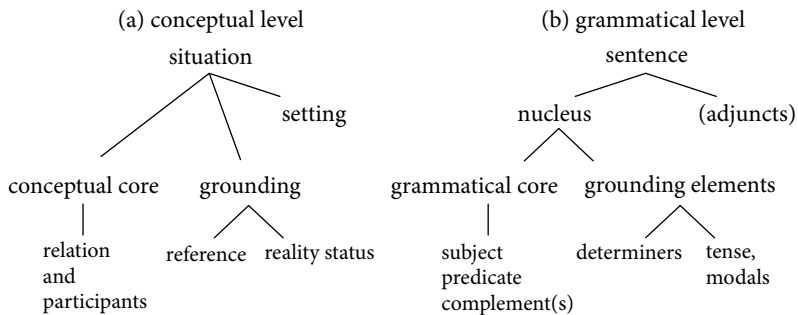 (a) conceptual level
situation
setting
conceptual core
grounding
relation
and
participants
reference
reality status
(b) grammatical level
sentence
nucleus
(adjuncts)
grammatical core
grounding elements
subject
predicate
complement(s)
determiners
tense,
modals